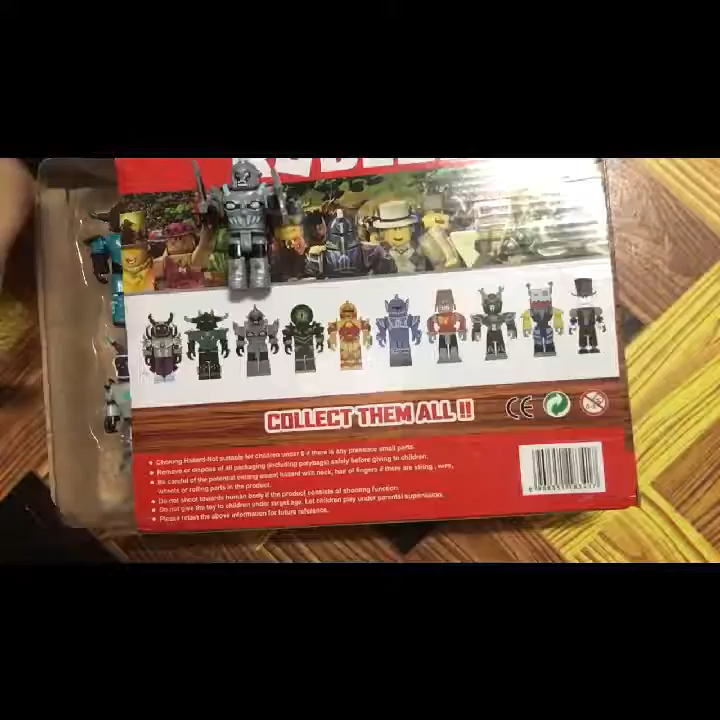 COLLECT THEM ALL !!
CE
• Choking Hazard-Not suitable for children under 6 if there is any pressace small parts.
• Remove or dispose of all packaging (including polybags) safely before giving to children.
• Be careful of the potential entanglement hazard with neck, hair of fingers if there are string , wire,
wheels or rolling parts in the product.
• Do not shoot towards human body if the product consists of shooting function.
• Do not give the toy to children under target age. Let children play under parental supervision.
• Please retain the above information for future reference.